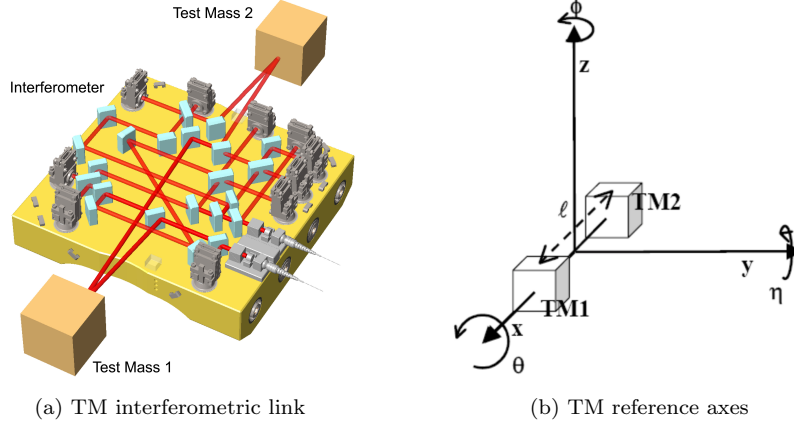 Test Mass 2
Interferometer
Test Mass 1
(a) TM interferometric link
ϕ
z
ℓ
TM2
y
η
TM1
x
θ
(b) TM reference axes